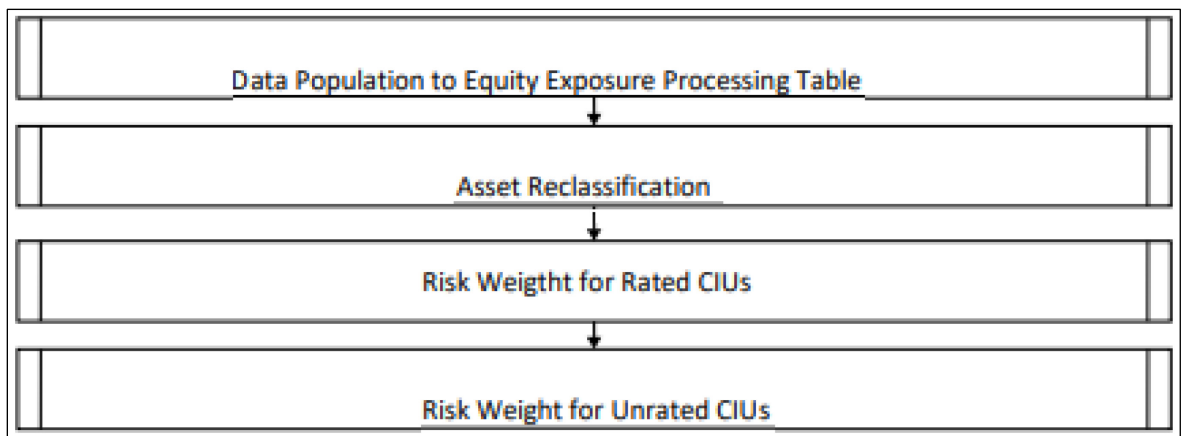 Data Population to Equity Exposure Processing Table
Asset Reclassification
Risk Weigtht for Rated CIUs
Risk Weight for Unrated CIUs